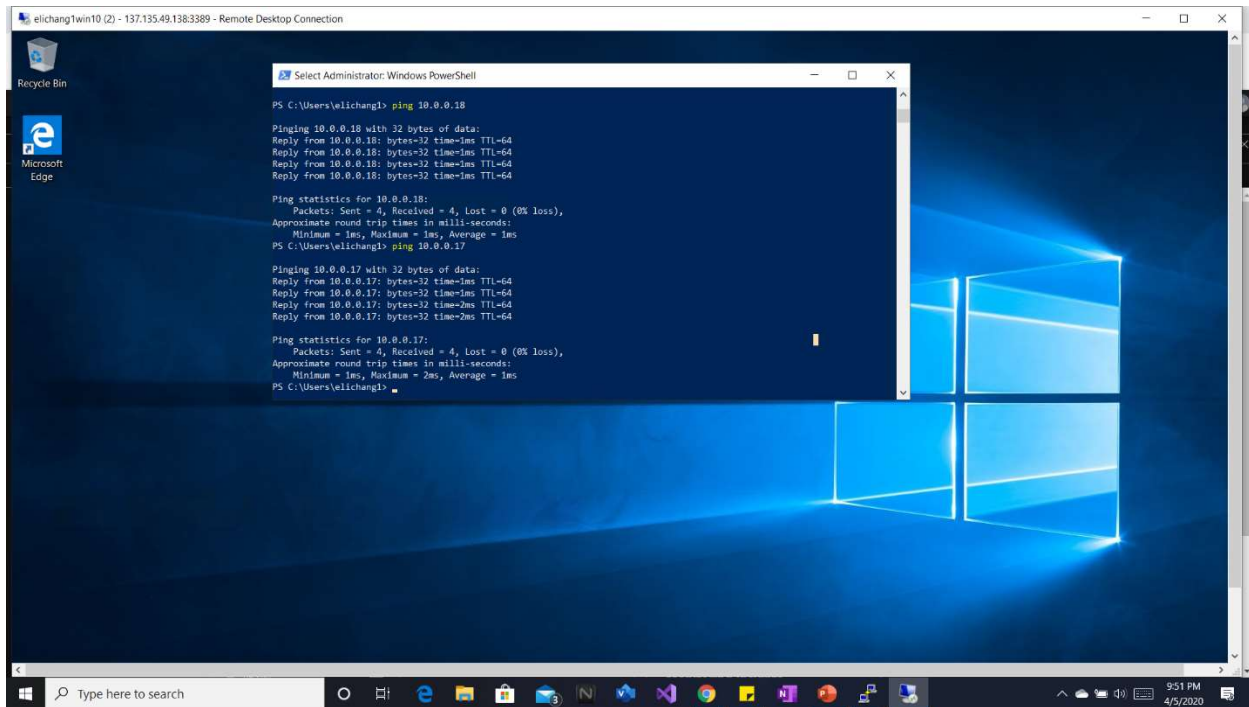 elichang1win10 (2) - 137.135.49.138:3389 - Remote Desktop Connection
Recycle Bin
Microsoft
Edge
Select Administrator: Windows PowerShell
PS C:\Users\elichang1> ping 10.0.0.18
Pinging 10.0.0.18 with 32 bytes of data:
Reply from 10.0.0.18: bytes=32 time=1ms TTL=64
Reply from 10.0.0.18: bytes=32 time=1ms TTL=64
Reply from 10.0.0.18: bytes=32 time=1ms TTL=64
Reply from 10.0.0.18: bytes=32 time=1ms TTL=64
Ping statistics for 10.0.0.18:
Packets: Sent = 4, Received = 4, Lost = 0 (0% loss),
Approximate round trip times in milli-seconds:
Minimum = 1ms, Maximum = 1ms, Average = 1ms
PS C:\Users\elichang1> ping 10.0.0.17
Pinging 10.0.0.17 with 32 bytes of data:
Reply from 10.0.0.17: bytes=32 time=1ms TTL=64
Reply from 10.0.0.17: bytes=32 time=1ms TTL=64
Reply from 10.0.0.17: bytes=32 time=2ms TTL=64
Reply from 10.0.0.17: bytes=32 time=2ms TTL=64
Ping statistics for 10.0.0.17:
Packets: Sent = 4, Received = 4, Lost = 0 (0% loss),
Approximate round trip times in milli-seconds:
Minimum = 1ms, Maximum = 2ms, Average = 1ms
PS C:\Users\elichang1>
Type here to search
9:51 PM
4/5/2020